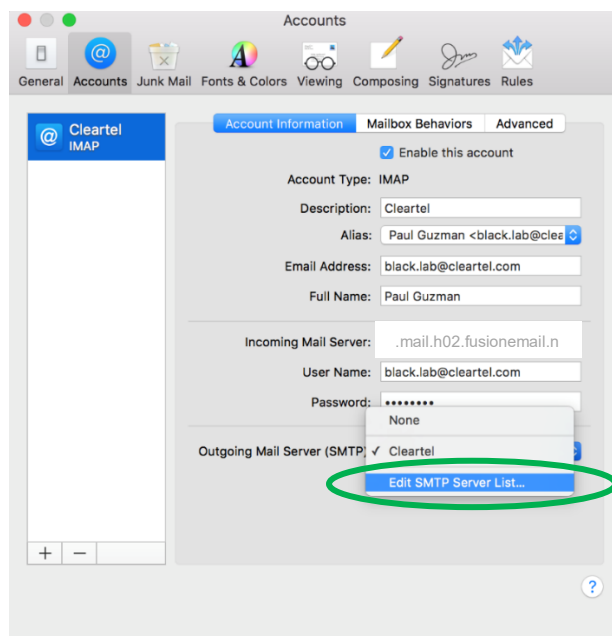 Accounts
General Accounts Junk Mail Fonts & Colors Viewing Composing Signatures Rules
Cleartel
IMAP
Account Information Mailbox Behaviors Advanced
Enable this account
Account Type: IMAP
Description: Cleartel
Alias: Paul Guzman <black.lab@clea
Email Address: black.lab@cleartel.com
Full Name: Paul Guzman
Incoming Mail Server: .mail.h02.fusionemail.n
User Name: black.lab@cleartel.com
Password: ••••••••
None
Outgoing Mail Server (SMTP) ✓ Cleartel
Edit SMTP Server List...
+ −
?